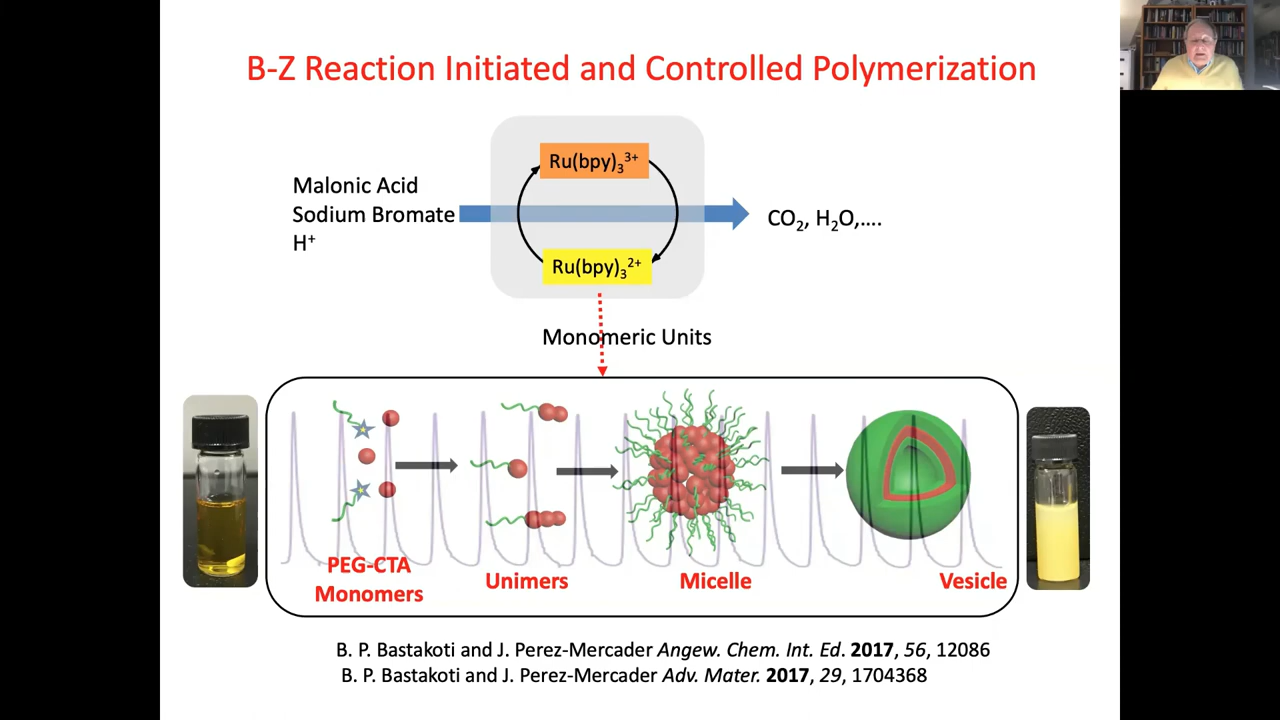 B-Z Reaction Initiated and Controlled Polymerization
Ru(bpy)₃³⁺
Malonic Acid
Sodium Bromate
H⁺
CO₂, H₂O,....
Ru(bpy)₃²⁺
Monomeric Units
PEG-CTA
Monomers
Unimers
Micelle
Vesicle
B. P. Bastakoti and J. Perez-Mercader Angew. Chem. Int. Ed. 2017, 56, 12086
B. P. Bastakoti and J. Perez-Mercader Adv. Mater. 2017, 29, 1704368